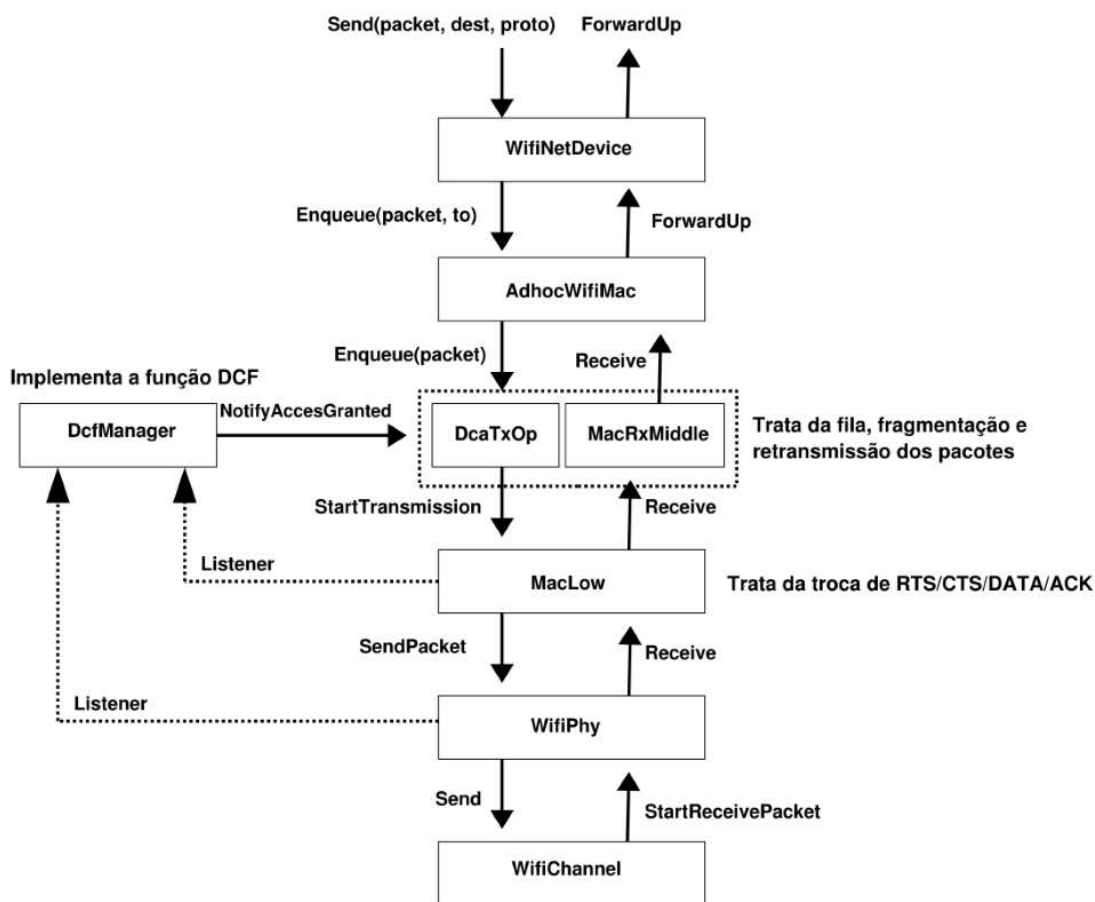 Send(packet, dest, proto)
ForwardUp
WifiNetDevice
Enqueue(packet, to)
ForwardUp
AdhocWifiMac
Enqueue(packet)
Receive
Implementa a função DCF
NotifyAccesGranted
DcfManager
DcaTxOp
MacRxMiddle
Trata da fila, fragmentação e
retransmissão dos pacotes
StartTransmission
Receive
Listener
MacLow
Trata da troca de RTS/CTS/DATA/ACK
SendPacket
Receive
Listener
WifiPhy
Send
StartReceivePacket
WifiChannel